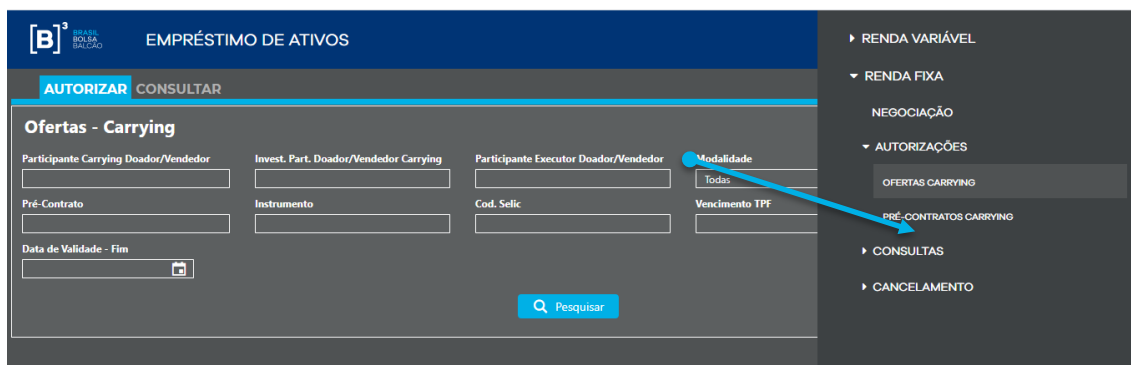 [B]³ BRASIL BOLSA BALCÃO
EMPRÉSTIMO DE ATIVOS
AUTORIZAR CONSULTAR
Ofertas - Carrying
Participante Carrying Doador/Vendedor
Invest. Part. Doador/Vendedor Carrying
Participante Executor Doador/Vendedor
Modalidade
Todas
Pré-Contrato
Instrumento
Cod. Selic
Vencimento TPF
Data de Validade - Fim
Pesquisar
RENDA VARIÁVEL
RENDA FIXA
NEGOCIAÇÃO
AUTORIZAÇÕES
OFERTAS CARRYING
PRÉ-CONTRATOS CARRYING
CONSULTAS
CANCELAMENTO